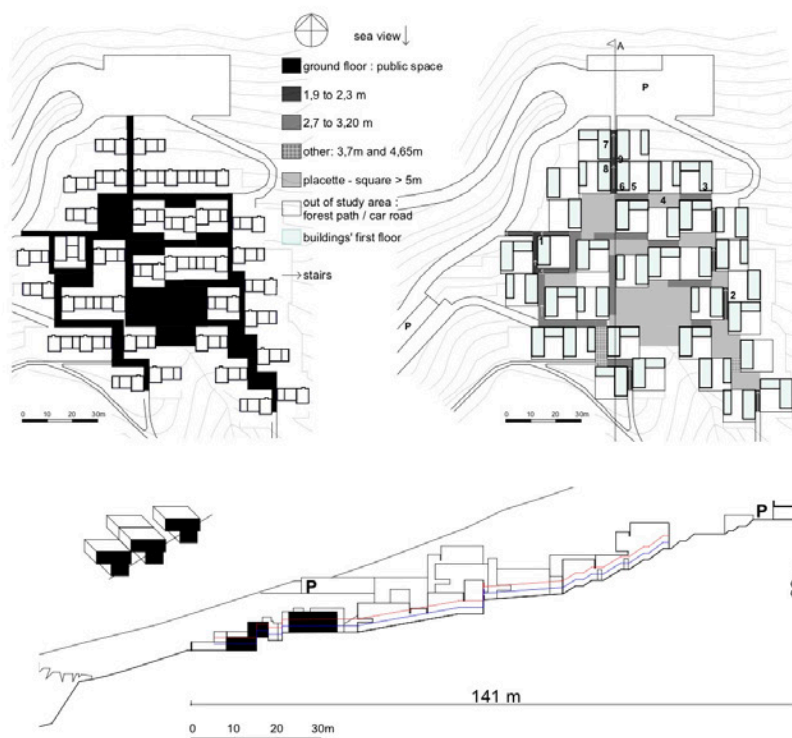 sea view
ground floor : public space
1,9 to 2,3 m
2,7 to 3,20 m
other: 3,7m and 4,65m
placette - square > 5m
out of study area :
forest path / car road
buildings' first floor
stairs
0 10 20 30m
A
P
7
9
8
6
5
3
4
1
2
P
0 10 20 30m
P
P
141 m
0 10 20 30m